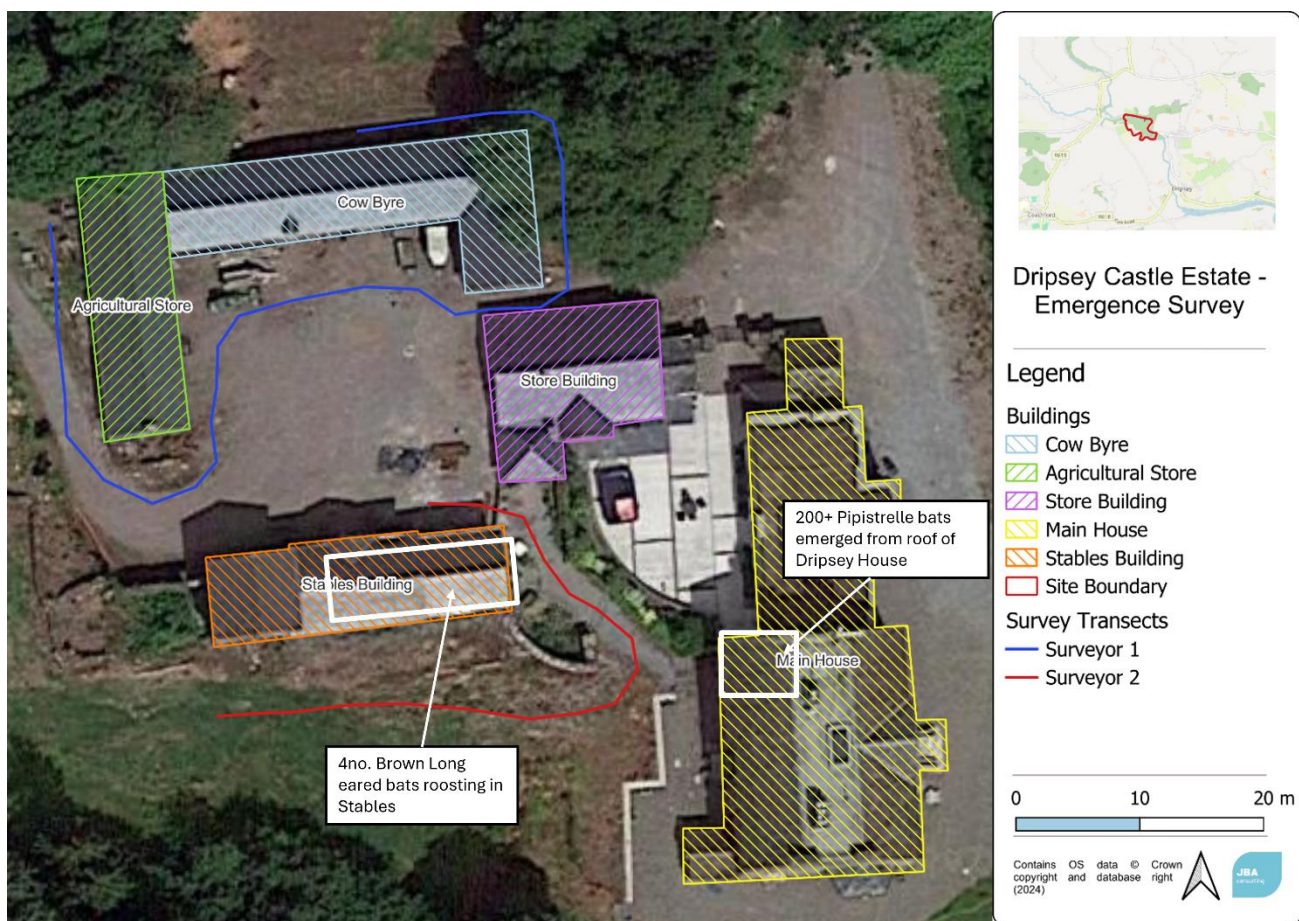 Cow Byre
Agricultural Store
Store Building
Stables Building
Main House
200+ Pipistrelle bats
emerged from roof of
Dripsey House
4no. Brown Long
eared bats roosting in
Stables
Dripsey Castle Estate -
Emergence Survey
Legend
Buildings
Cow Byre
Agricultural Store
Store Building
Main House
Stables Building
Site Boundary
Survey Transects
Surveyor 1
Surveyor 2
0 10 20 m
Contains OS data © Crown
copyright and database right
(2024)
JBA
consulting
Dripsey